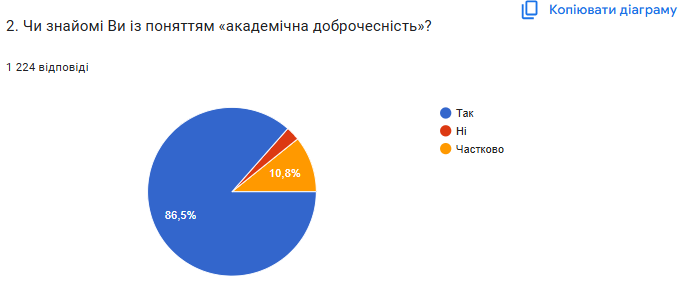 Копіювати діаграму
2. Чи знайомі Ви із поняттям «академічна доброчесність»?
1 224 відповіді
Так
Ні
Частково
10,8%
86,5%